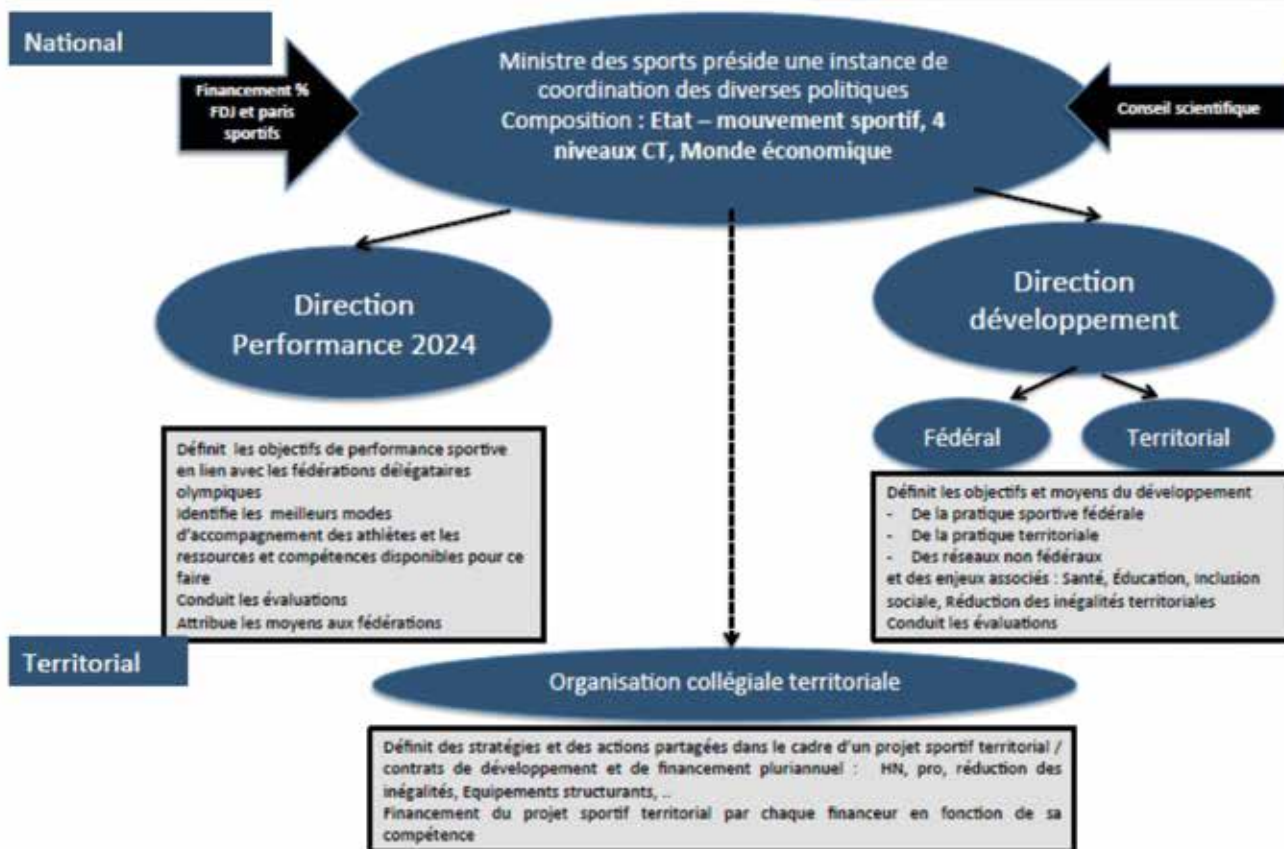 National
Ministre des sports préside une instance de
coordination des diverses politiques
Composition : Etat – mouvement sportif, 4
niveaux CT, Monde économique
Financement %
FDJ et paris
sportifs
Conseil scientifique
Direction
Performance 2024
Direction
développement
Fédéral
Territorial
Définit les objectifs de performance sportive
en lien avec les fédérations délégataires
olympiques
Identifie les meilleurs modes
d'accompagnement des athlètes et les
ressources et compétences disponibles pour ce
faire
Conduit les évaluations
Attribue les moyens aux fédérations
Définit les objectifs et moyens du développement
- De la pratique sportive fédérale
- De la pratique territoriale
- Des réseaux non fédéraux
et des enjeux associés : Santé, Éducation, Inclusion
sociale, Réduction des inégalités territoriales
Conduit les évaluations
Territorial
Organisation collégiale territoriale
Définit des stratégies et des actions partagées dans le cadre d'un projet sportif territorial /
contrats de développement et de financement pluriannuel : HN, pro, réduction des
inégalités, Equipements structurants, ..
Financement du projet sportif territorial par chaque financeur en fonction de sa
compétence